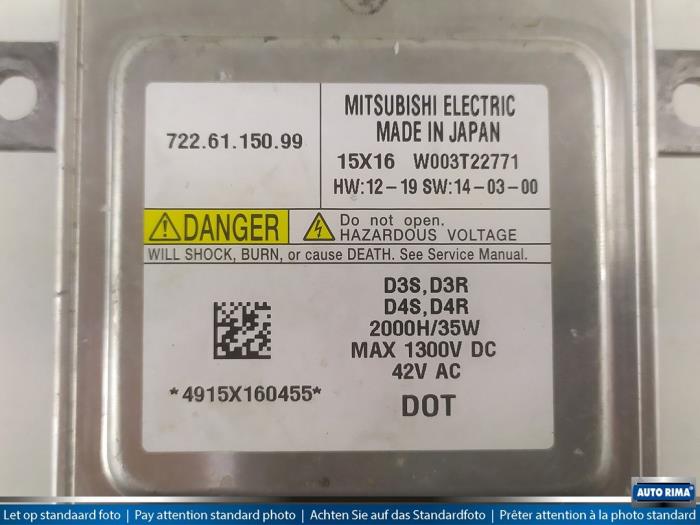 722.61.150.99
MITSUBISHI ELECTRIC
MADE IN JAPAN
15X16 W003T22771
HW:12-19 SW:14-03-00
DANGER
Do not open.
HAZARDOUS VOLTAGE
WILL SHOCK, BURN, or cause DEATH. See Service Manual.
D3S,D3R
D4S,D4R
2000H/35W
MAX 1300V DC
42V AC
DOT
*4915X160455*
Let op standaard foto | Pay attention standard photo | Achten Sie auf das Standardfoto | Prêter attention à la photo standard
AUTO RIMA